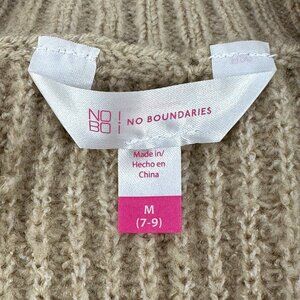 NO
BO
NO BOUNDARIES
Made in/
Hecho en
China
M
(7-9)